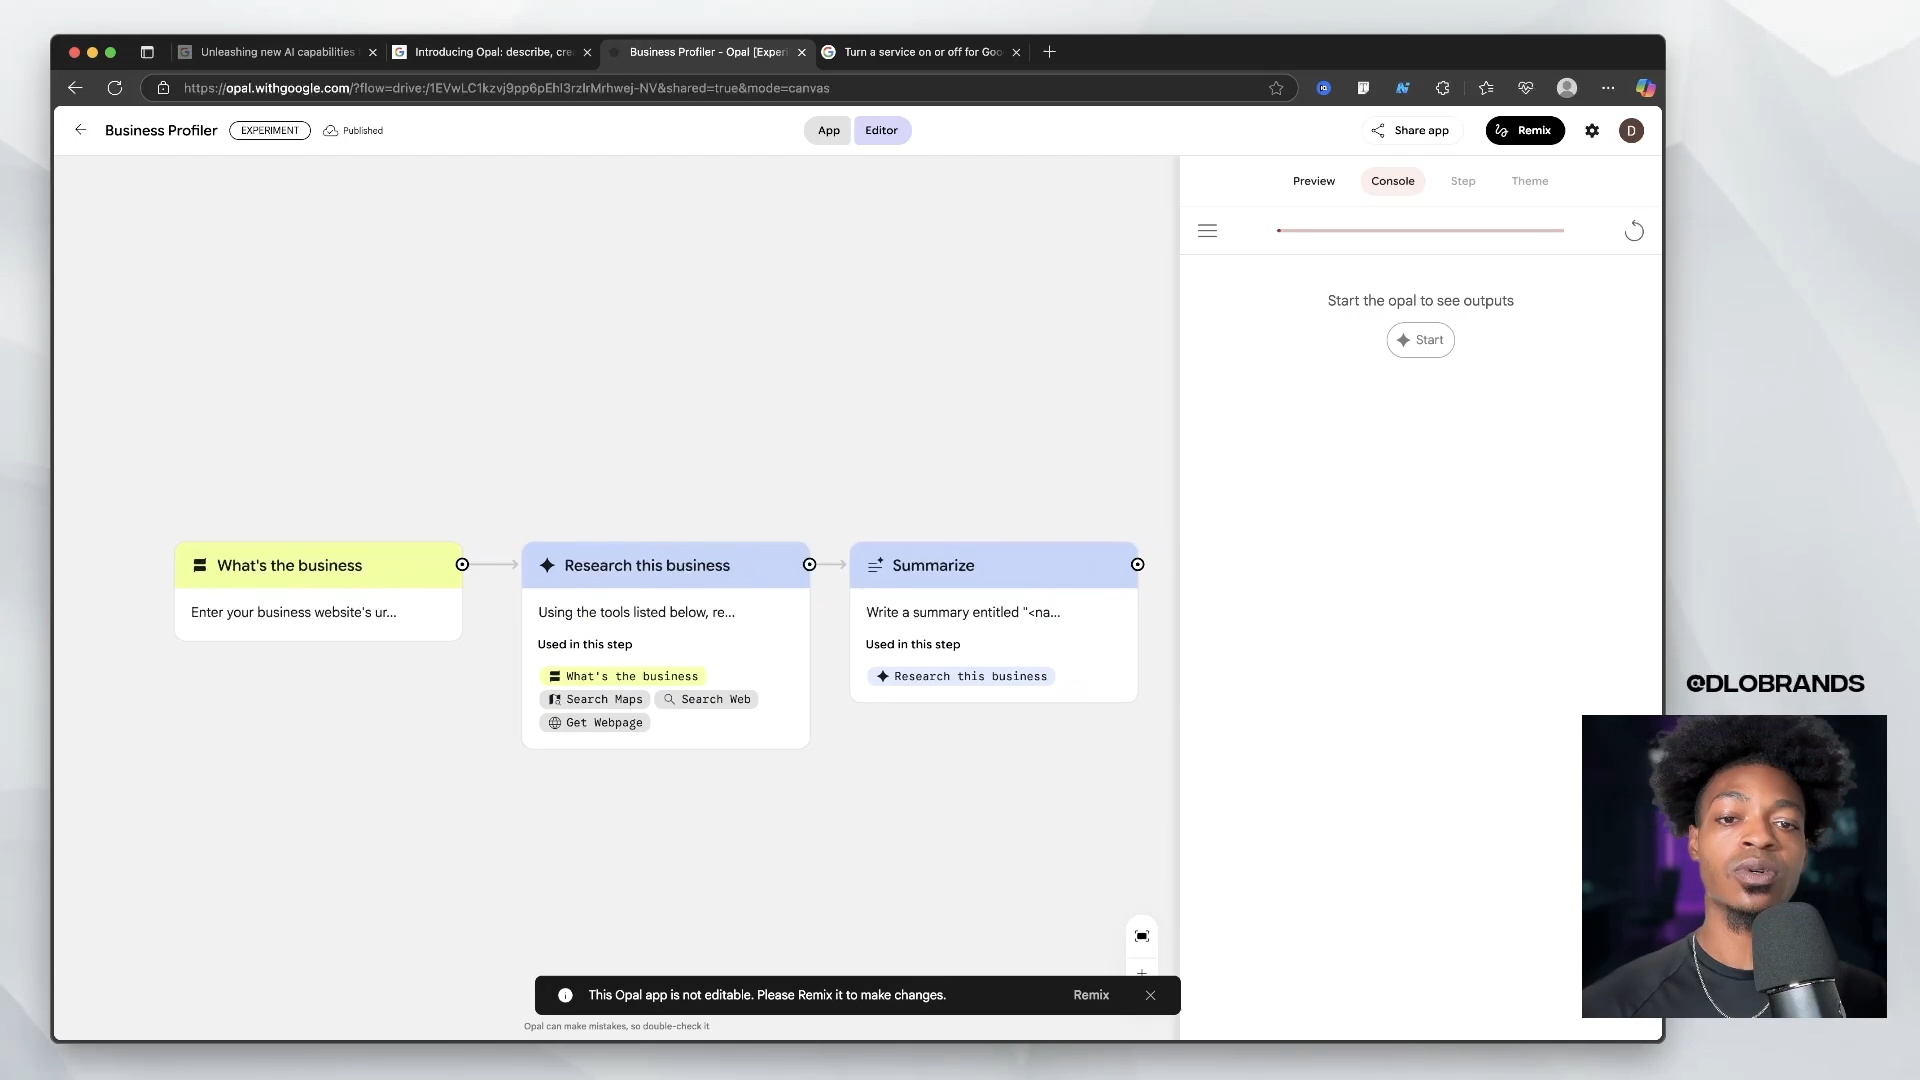 Unleashing new AI capabilities
Introducing Opal: describe, cre
Business Profiler - Opal [Experi
Turn a service on or off for Goo
https://opal.withgoogle.com/?flow=drive:/1EVwLC1kzvj9pp6pEhl3rzlrMrhwej-NV&shared=true&mode=canvas
Business Profiler
EXPERIMENT
Published
App
Editor
Share app
Remix
D
Preview
Console
Step
Theme
Start the opal to see outputs
Start
What's the business
Enter your business website's ur...
Research this business
Using the tools listed below, re...
Used in this step
What's the business
Search Maps
Search Web
Get Webpage
Summarize
Write a summary entitled "<na...
Used in this step
Research this business
This Opal app is not editable. Please Remix it to make changes.
Remix
Opal can make mistakes, so double-check it
@DLOBRANDS